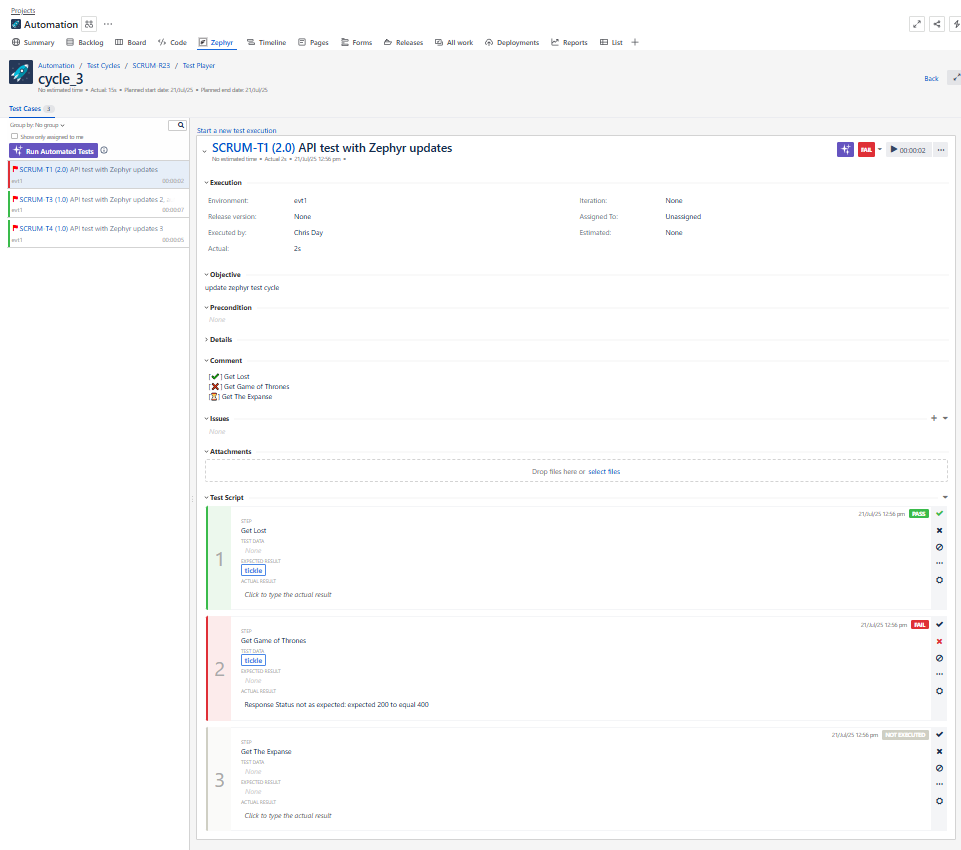 Projects
Automation
Summary Backlog Board Code Zephyr Timeline Pages Forms Releases All work Deployments Reports List
Automation / Test Cycles / SCRUM-R23 / Test Player
cycle_3
No estimated time • Actual: 15s • Planned start date: 21/Jul/25 • Planned end date: 21/Jul/25
Back
Test Cases 3
Group by: No group
Show only assigned to me
Run Automated Tests
SCRUM-T1 (2.0) API test with Zephyr updates
evt1 00:00:02
SCRUM-T3 (1.0) API test with Zephyr updates 2,
evt1 00:00:07
SCRUM-T4 (1.0) API test with Zephyr updates 3
evt1 00:00:05
Start a new test execution
SCRUM-T1 (2.0) API test with Zephyr updates
No estimated time • Actual 2s • 21/Jul/25 12:56 pm •
FAIL
00:00:02
Execution
Environment: evt1 Iteration: None
Release version: None Assigned To: Unassigned
Executed by: Chris Day Estimated: None
Actual: 2s
Objective
update zephyr test cycle
Precondition
None
Details
Comment
[✔] Get Lost
[❌] Get Game of Thrones
[⌛] Get The Expanse
Issues
None
Attachments
Drop files here or select files
Test Script
1
21/Jul/25 12:56 pm PASS
STEP
Get Lost
TEST DATA
None
EXPECTED RESULT
tickle
ACTUAL RESULT
Click to type the actual result
2
21/Jul/25 12:56 pm FAIL
STEP
Get Game of Thrones
TEST DATA
tickle
EXPECTED RESULT
None
ACTUAL RESULT
Response Status not as expected: expected 200 to equal 400
3
21/Jul/25 12:56 pm NOT EXECUTED
STEP
Get The Expanse
TEST DATA
None
EXPECTED RESULT
None
ACTUAL RESULT
Click to type the actual result